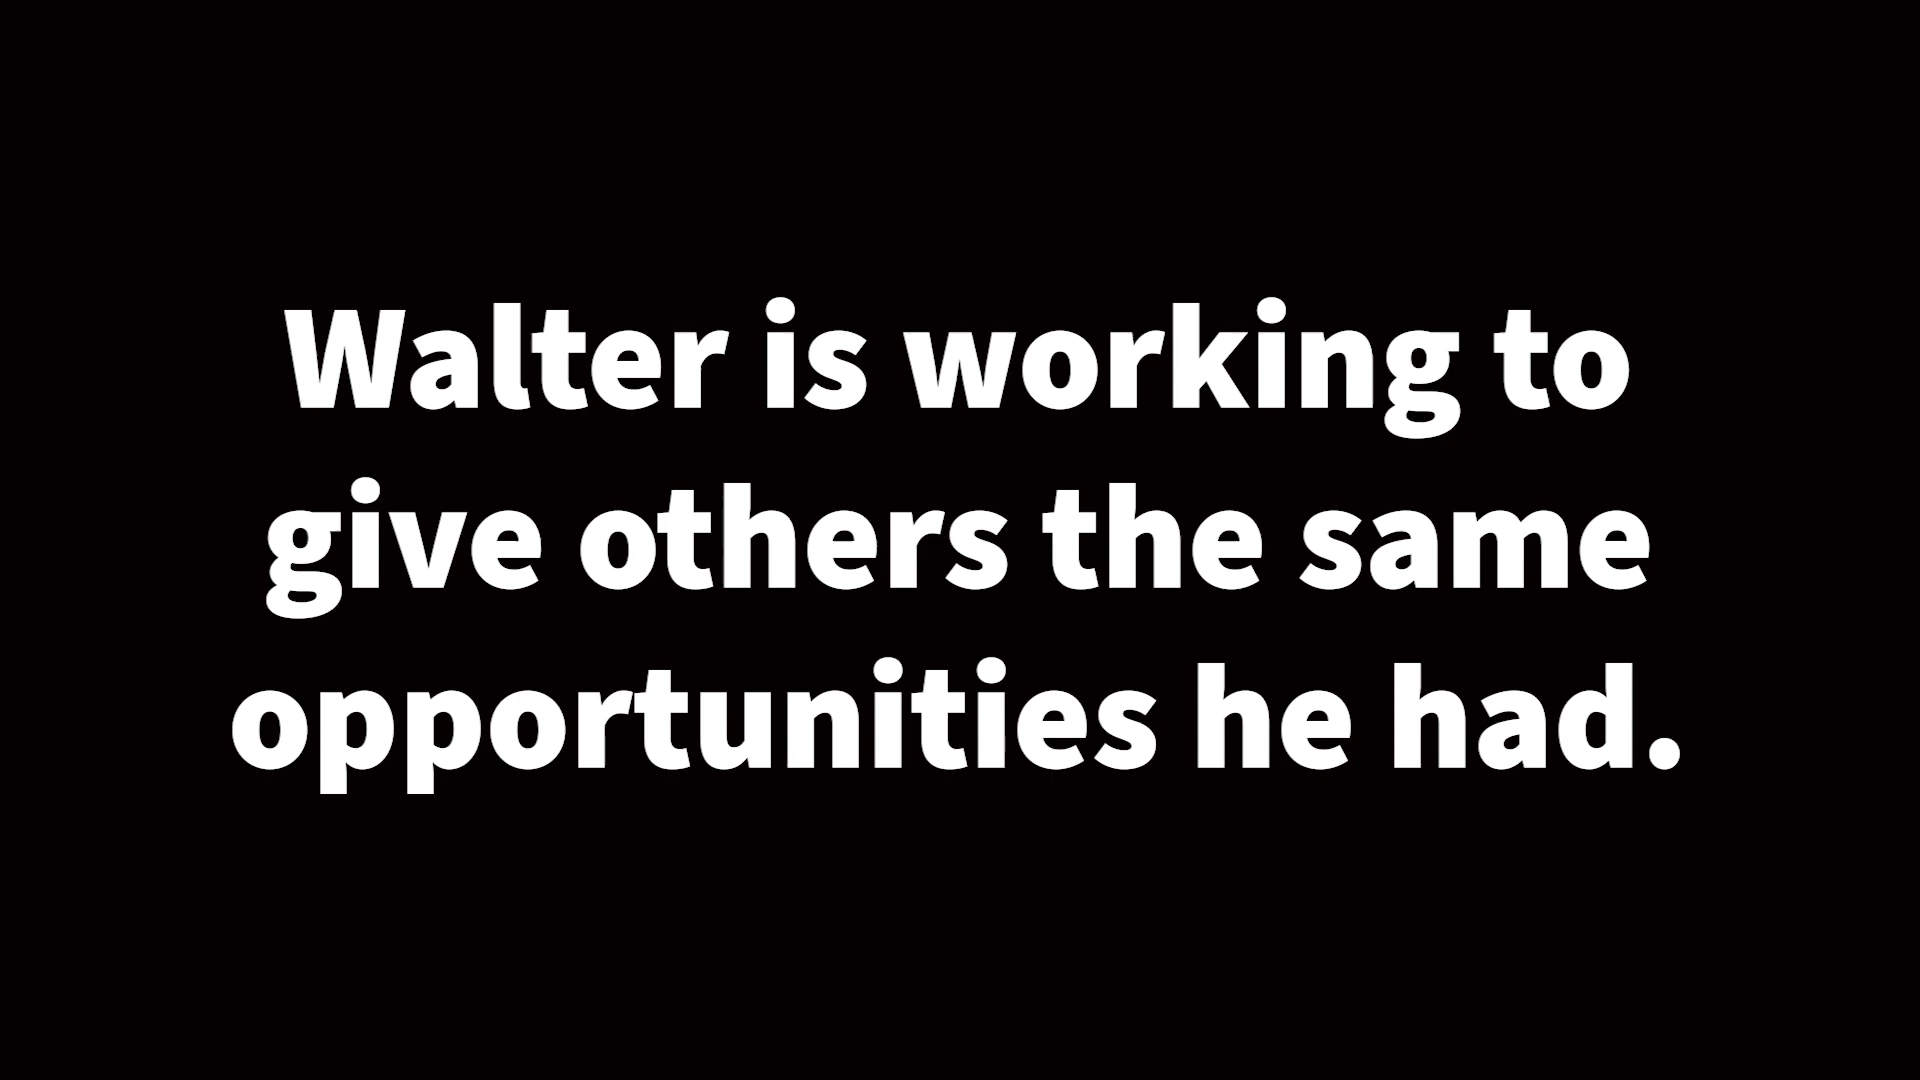 Walter is working to
give others the same
opportunities he had.